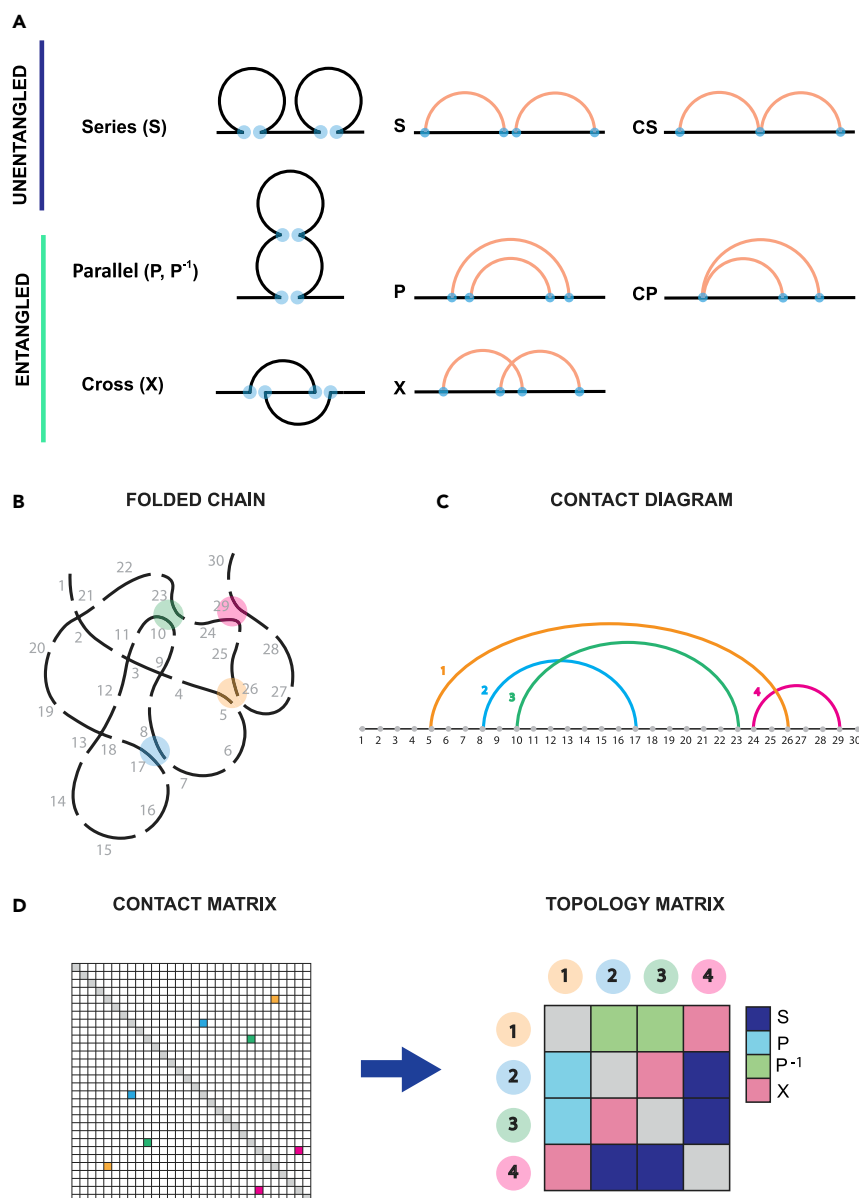 A
UNENTANGLED
Series (S)
S
CS
ENTANGLED
Parallel (P, P⁻¹)
P
CP
Cross (X)
X
B
FOLDED CHAIN
C
CONTACT DIAGRAM
30
22
1
21
23
29
11
10
24
28
20
2
25
9
3
4
26
27
12
19
5
8
6
13
18
17
7
14
16
15
1
2
3
4
1 2 3 4 5 6 7 8 9 10 11 12 13 14 15 16 17 18 19 20 21 22 23 24 25 26 27 28 29 30
D
CONTACT MATRIX
TOPOLOGY MATRIX
1 2 3 4
1
2
3
4
S
P
P⁻¹
X